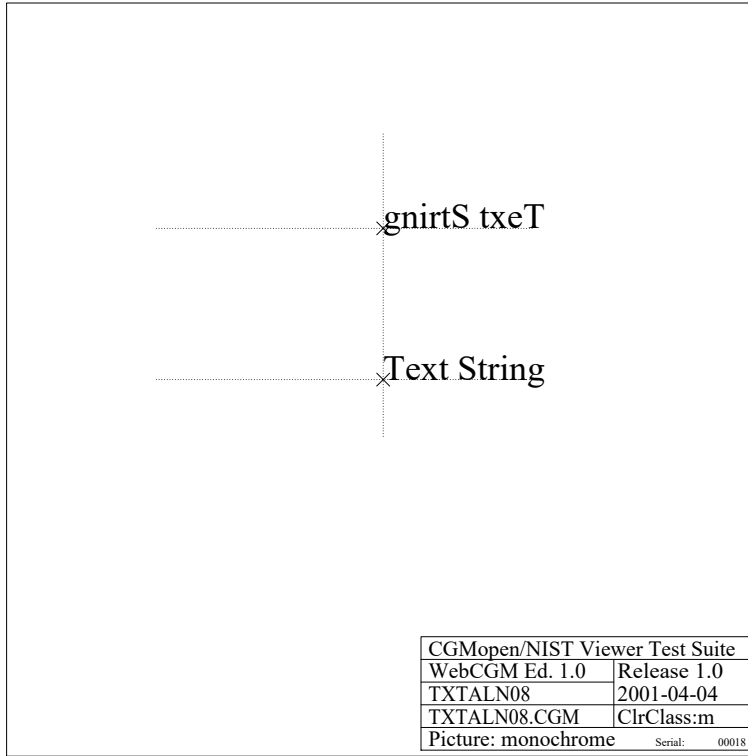 gnirtS txeT
Text String
CGMopen/NIST Viewer Test Suite
WebCGM Ed. 1.0 Release 1.0
TXTALN08 2001-04-04
TXTALN08.CGM ClrClass:m
Picture: monochrome Serial: 00018